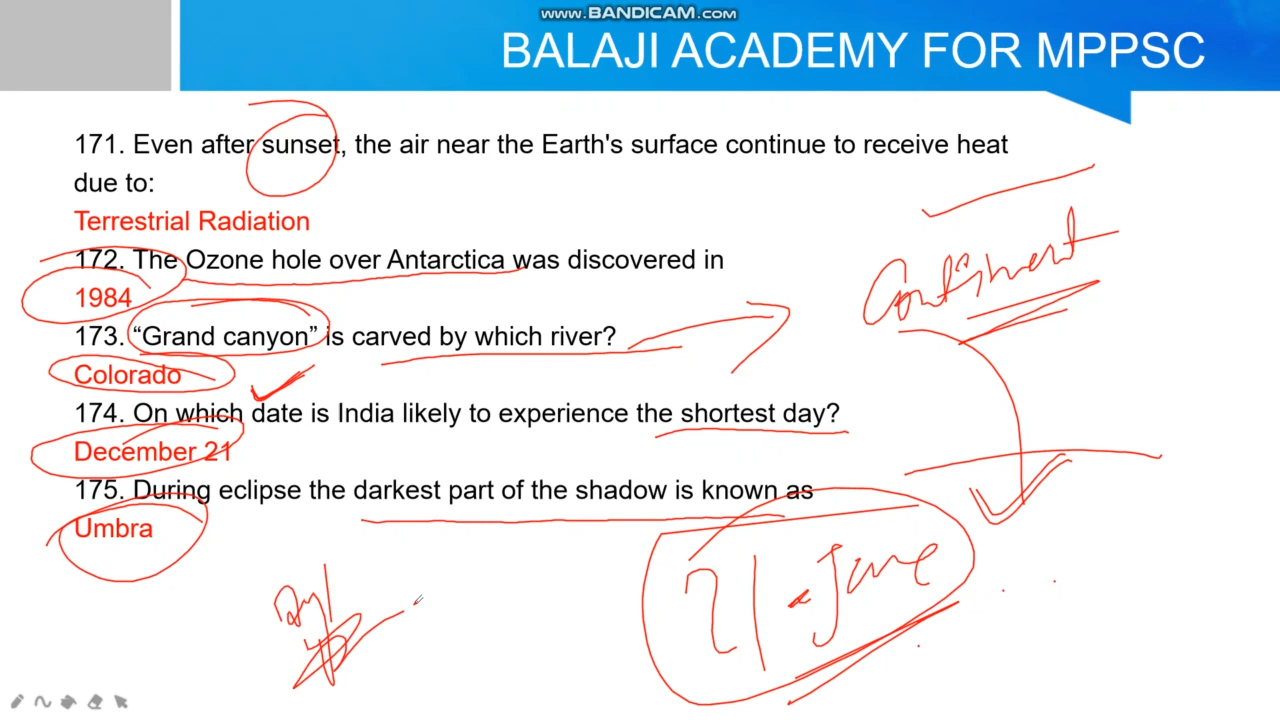 www.BANDICAM.com
BALAJI ACADEMY FOR MPPSC
171. Even after sunset, the air near the Earth's surface continue to receive heat
due to:
Terrestrial Radiation
172. The Ozone hole over Antarctica was discovered in
1984
173. “Grand canyon” is carved by which river?
Colorado
174. On which date is India likely to experience the shortest day?
December 21
175. During eclipse the darkest part of the shadow is known as
Umbra
21 June